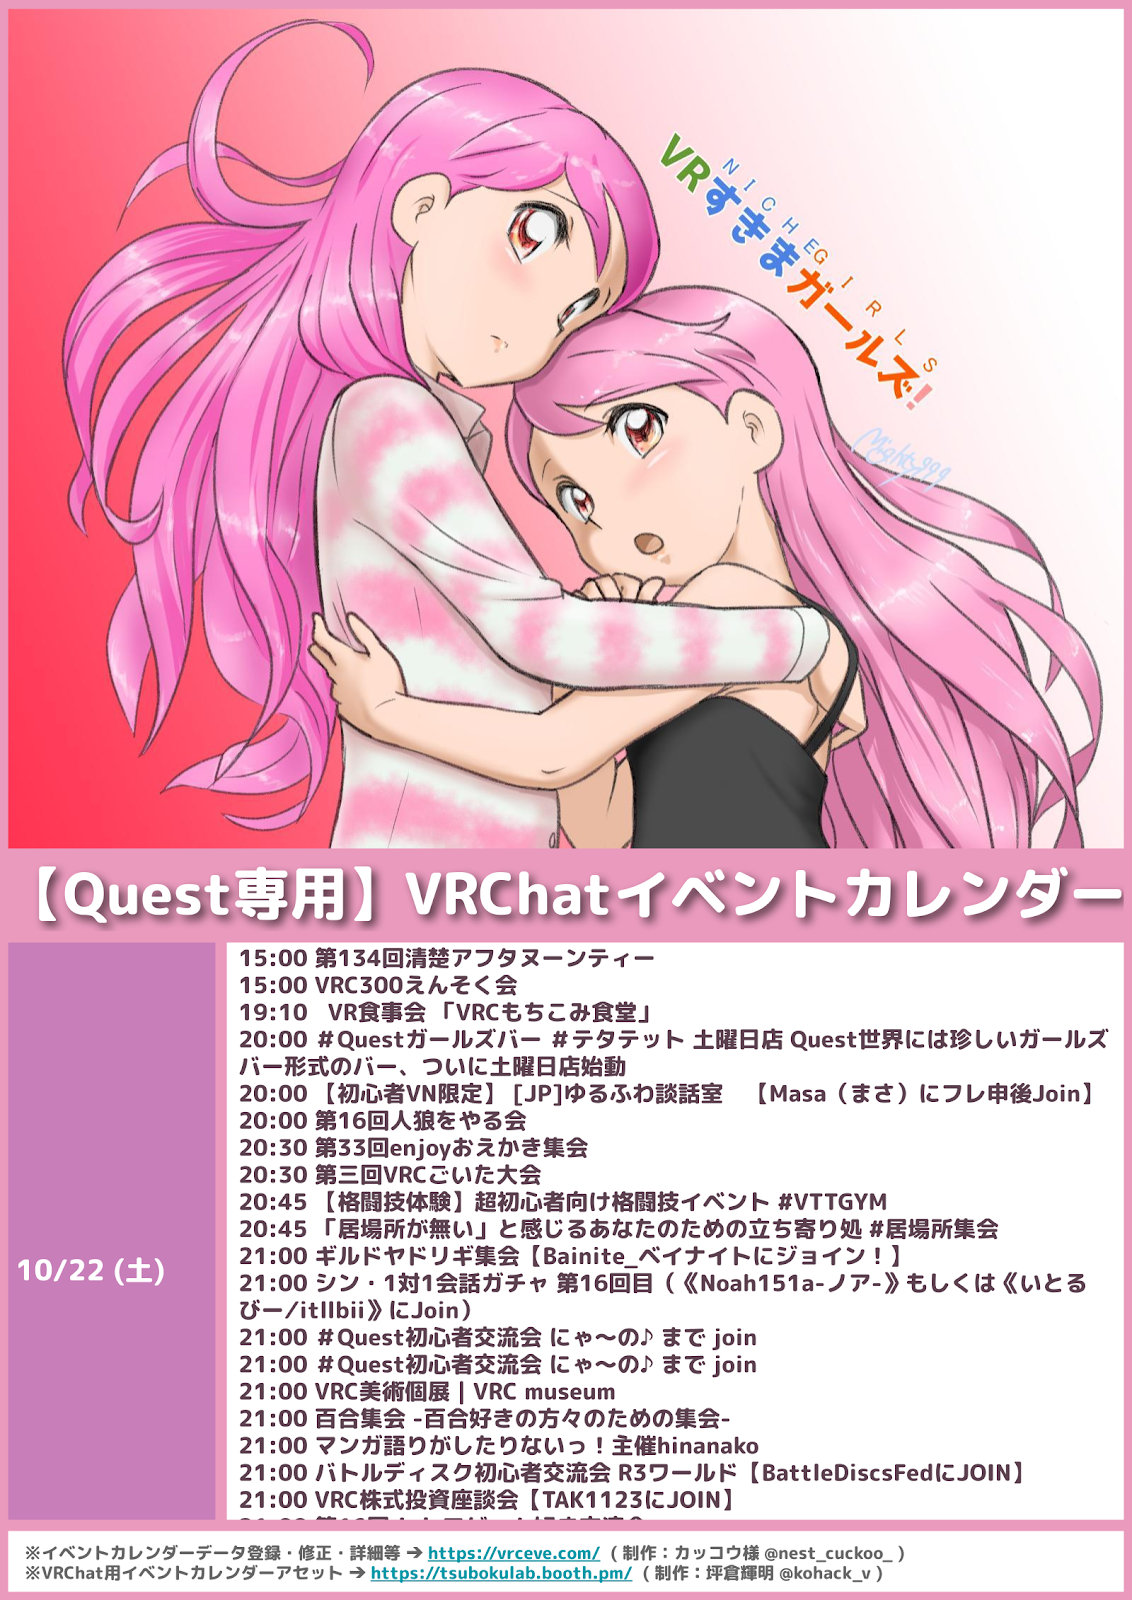 VRすきまガールズ!
NICHE GIRLS
Mighty999
【Quest専用】VRChatイベントカレンダー
10/22 (土)
15:00 第134回清楚アフタヌーンティー
15:00 VRC300えんそく会
19:10 VR食事会 「VRCもちこみ食堂」
20:00 #Questガールズバー #テタテット 土曜日店 Quest世界には珍しいガールズ
バー形式のバー、ついに土曜日店始動
20:00 【初心者VN限定】 [JP]ゆるふわ談話室 【Masa（まさ）にフレ申後Join】
20:00 第16回人狼をやる会
20:30 第33回enjoyおえかき集会
20:30 第三回VRCごいた大会
20:45 【格闘技体験】超初心者向け格闘技イベント #VTTGYM
20:45 「居場所が無い」と感じるあなたのための立ち寄り処 #居場所集会
21:00 ギルドヤドリギ集会【Bainite_ベイナイトにジョイン！】
21:00 シン・1対1会話ガチャ 第16回目（《Noah151a-ノア-》もしくは《いとる
びー/itllbii》にJoin）
21:00 #Quest初心者交流会 にゃ〜の♪ まで join
21:00 #Quest初心者交流会 にゃ〜の♪ まで join
21:00 VRC美術個展 | VRC museum
21:00 百合集会 -百合好きの方々のための集会-
21:00 マンガ語りがしたりないっ！主催hinanako
21:00 バトルディスク初心者交流会 R3ワールド【BattleDiscsFedにJOIN】
21:00 VRC株式投資座談会【TAK1123にJOIN】
※イベントカレンダーデータ登録・修正・詳細等 ➔ https://vrceve.com/ ( 制作：カッコウ様 @nest_cuckoo_ )
※VRChat用イベントカレンダーアセット ➔ https://tsubokulab.booth.pm/ ( 制作：坪倉輝明 @kohack_v )